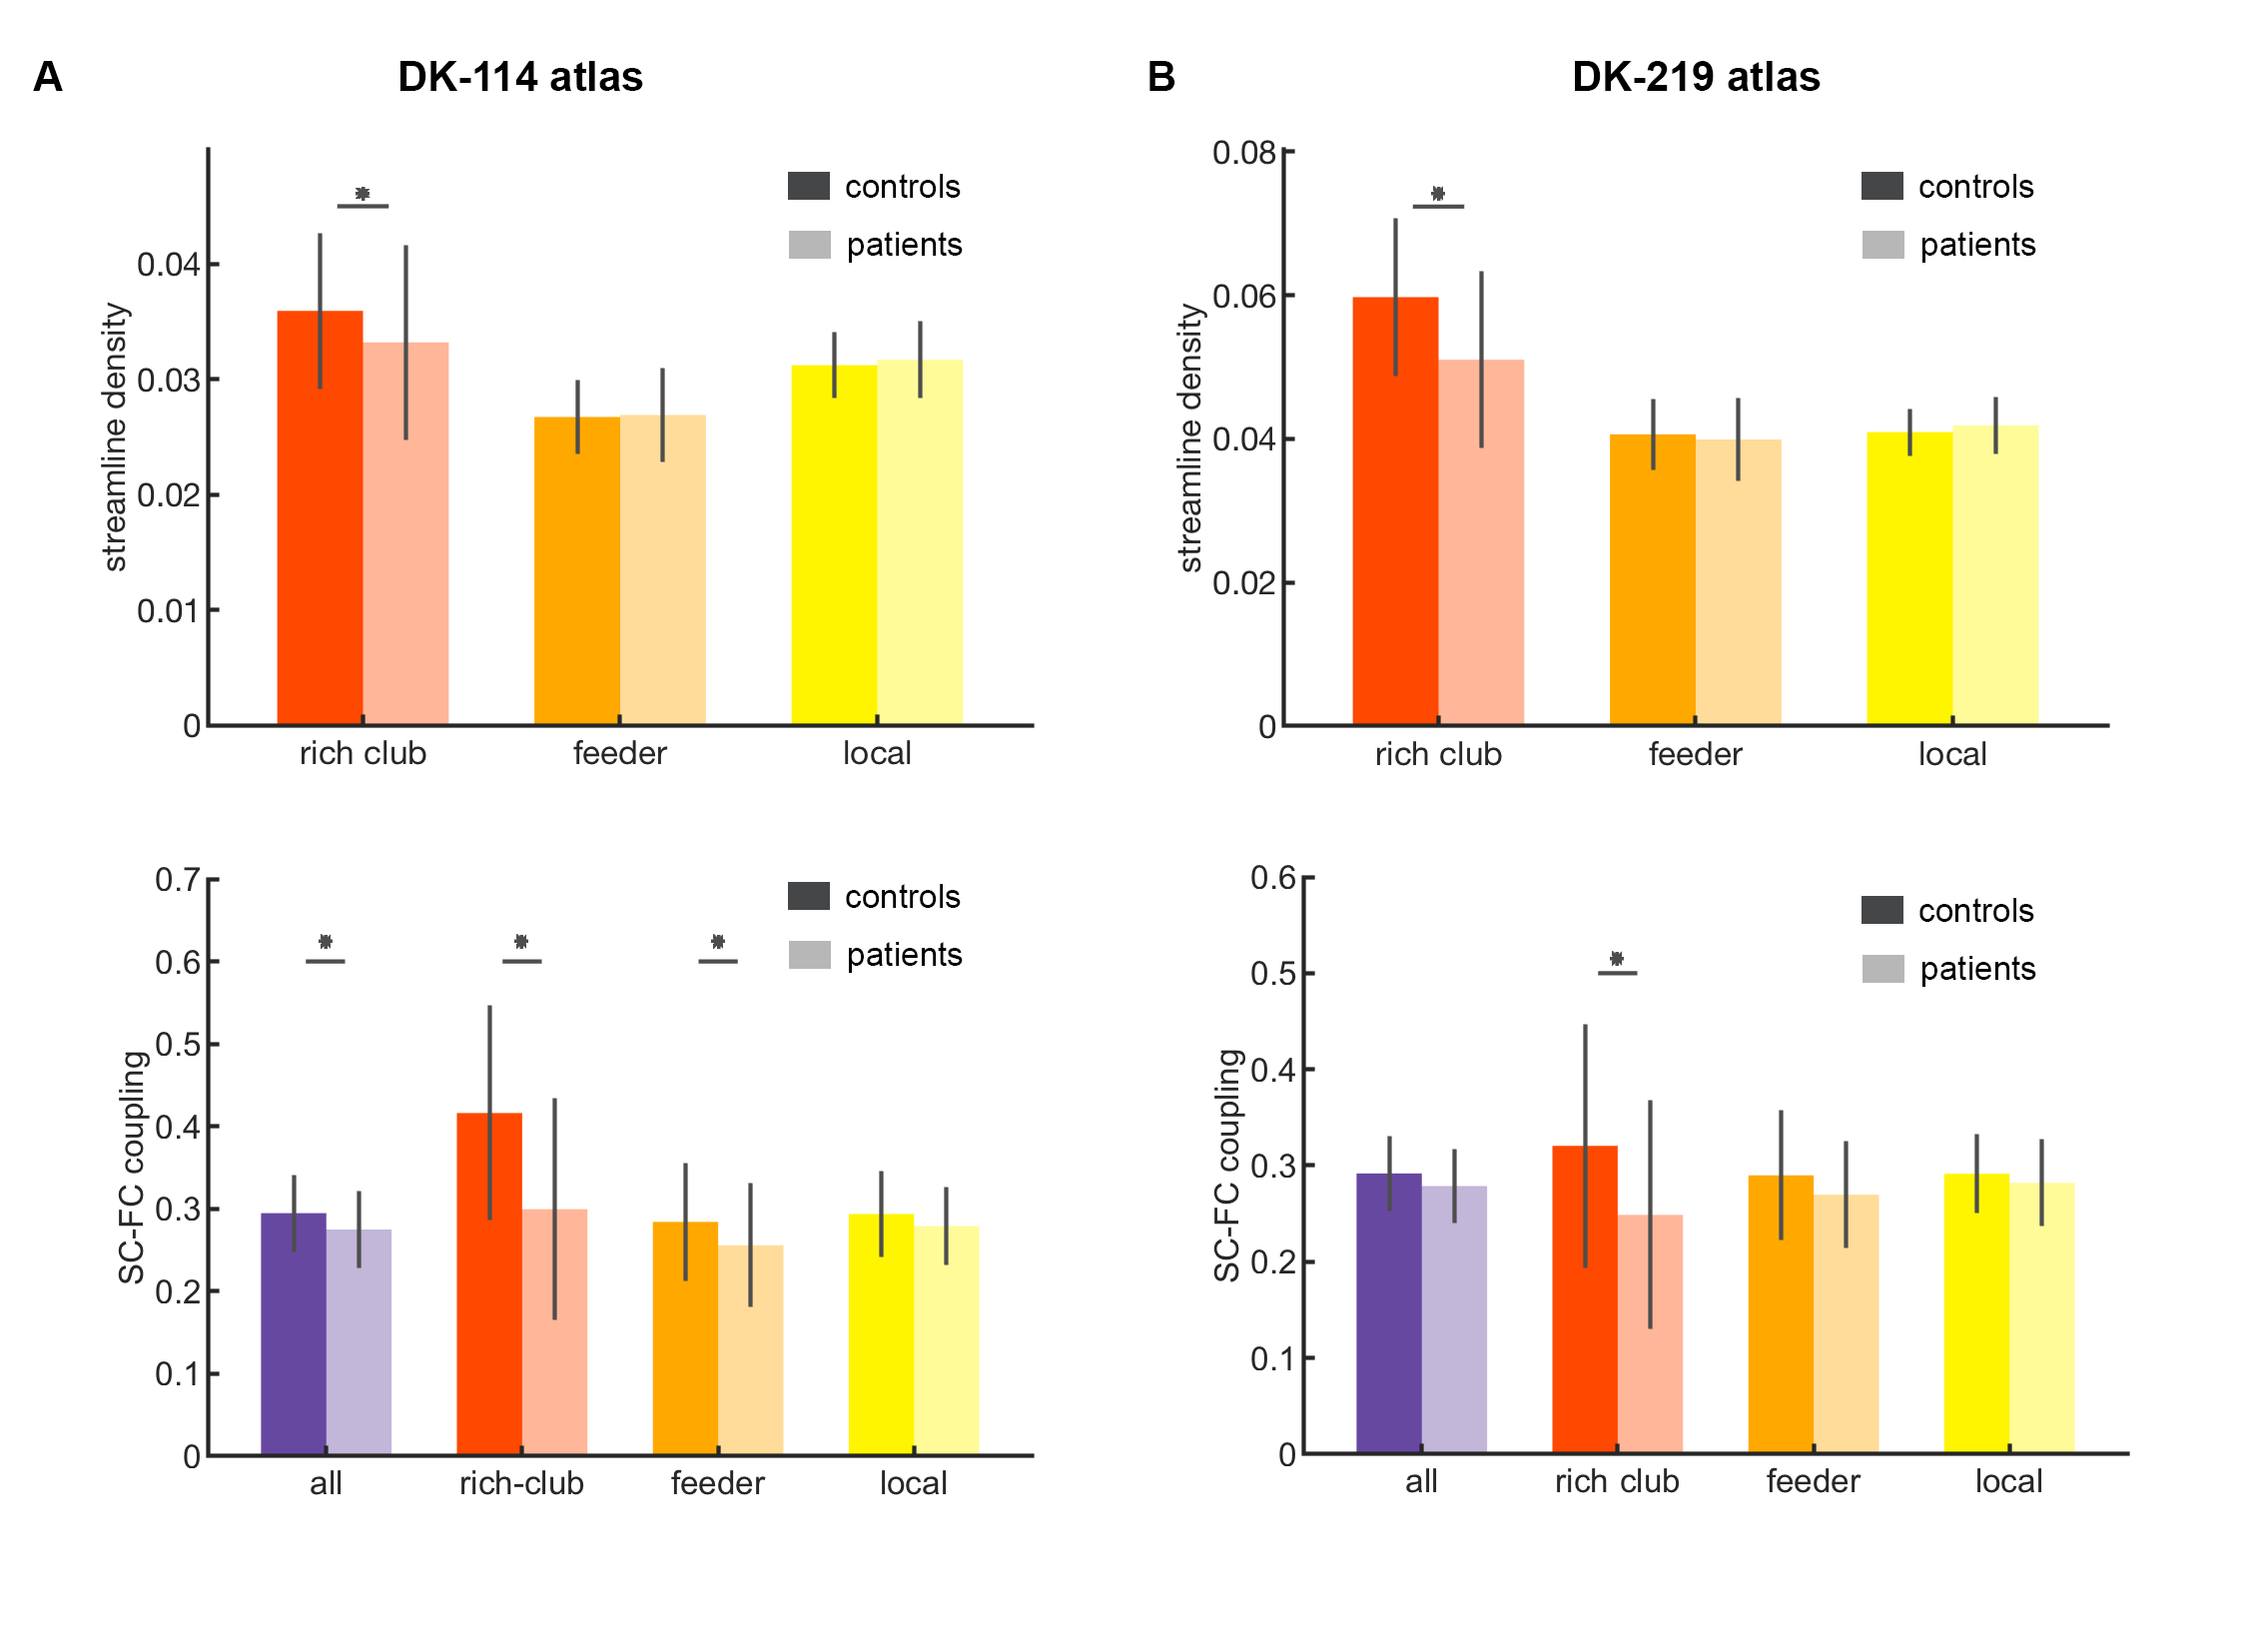 A
DK-114 atlas
B
DK-219 atlas
controls
patients
*
0.04
0.03
0.02
0.01
0
streamline density
rich club
feeder
local
controls
patients
*
0.08
0.06
0.04
0.02
0
streamline density
rich club
feeder
local
controls
patients
*
*
*
0.7
0.6
0.5
0.4
0.3
0.2
0.1
0
SC-FC coupling
all
rich-club
feeder
local
controls
patients
*
0.6
0.5
0.4
0.3
0.2
0.1
0
SC-FC coupling
all
rich club
feeder
local